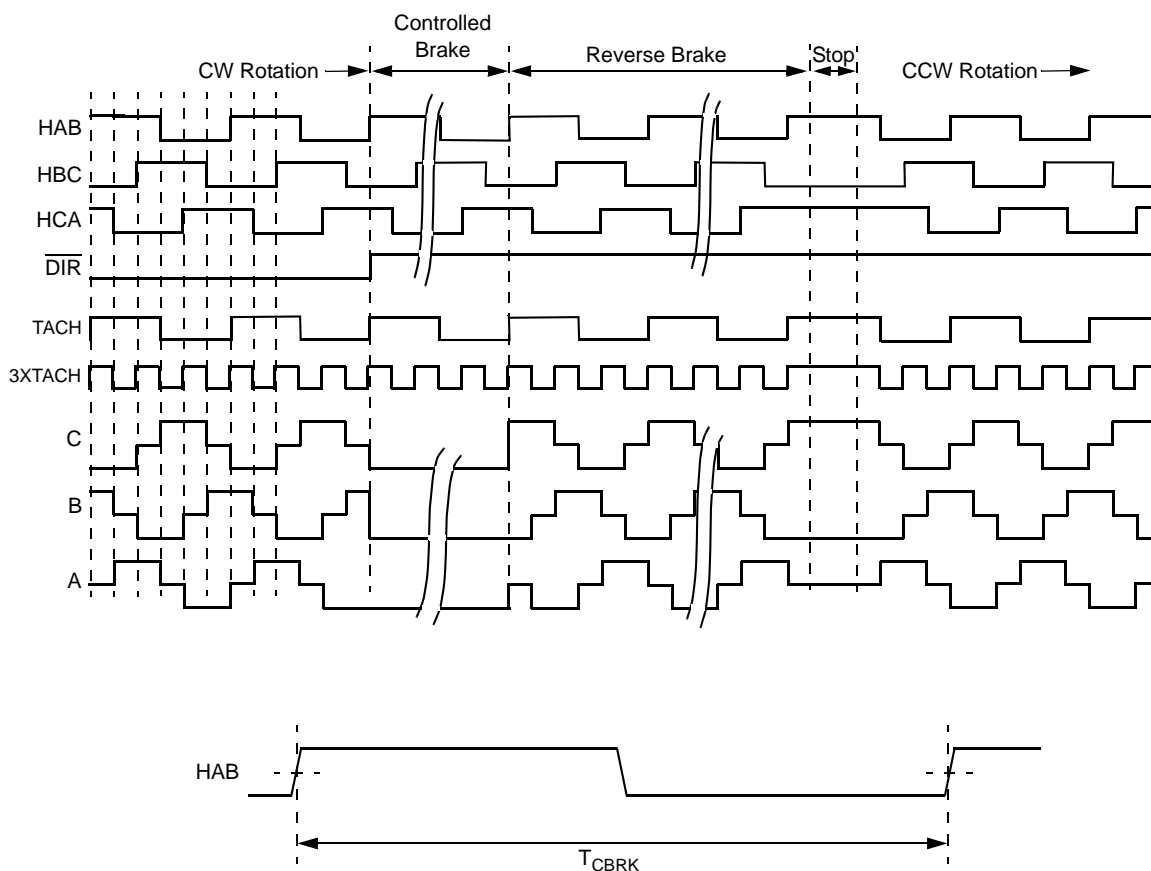 Controlled
Brake
CW Rotation
Reverse Brake
Stop
CCW Rotation
HAB
HBC
HCA
DIR
TACH
3XTACH
C
B
A
HAB
TCBRK